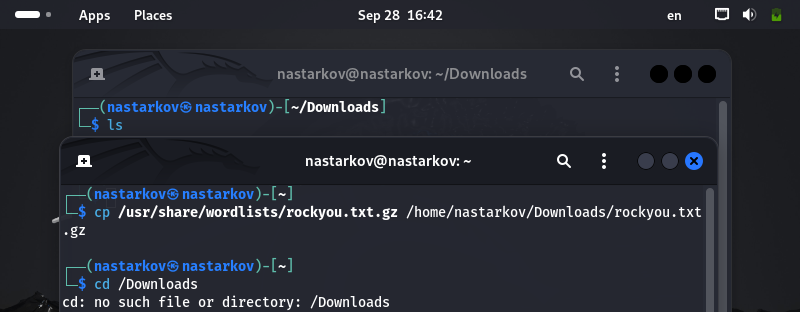 Apps Places Sep 28 16:42 en
nastarkov@nastarkov: ~/Downloads
(nastarkov㉿nastarkov)-[~/Downloads]
$ ls
nastarkov@nastarkov: ~
(nastarkov㉿nastarkov)-[~]
$ cp /usr/share/wordlists/rockyou.txt.gz /home/nastarkov/Downloads/rockyou.txt
.gz
(nastarkov㉿nastarkov)-[~]
$ cd /Downloads
cd: no such file or directory: /Downloads